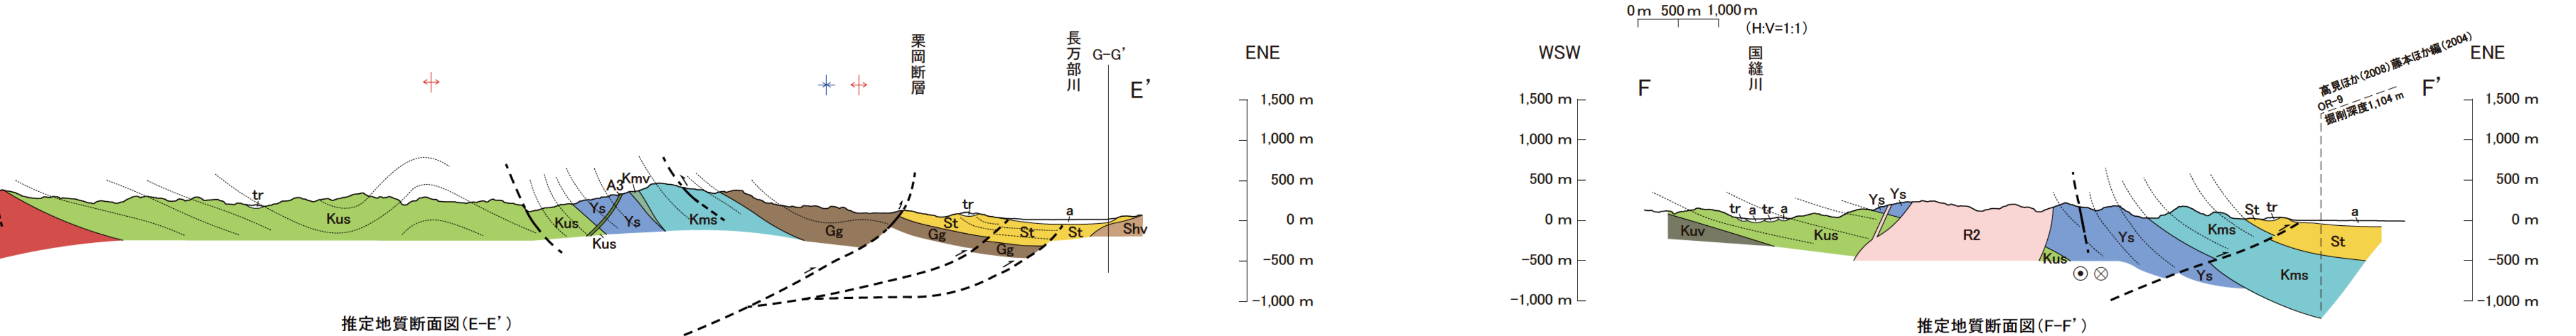 栗岡断層
長万部川
G-G’
E’
ENE
1,500 m
1,000 m
500 m
0 m
−500 m
−1,000 m
tr
Kus
Kus
Kus
Ys
A3
Kmv
Ys
Kms
Gg
Gg
Gg
tr
St
St
St
a
Shv
推定地質断面図(E-E’)
0 m 500 m 1,000 m
(H:V=1:1)
WSW
F
国縫川
1,500 m
1,000 m
500 m
0 m
−500 m
−1,000 m
高見ほか(2008)藤本ほか編(2004)
OR-9
掘削深度1,104 m
F’
ENE
1,500 m
1,000 m
500 m
0 m
−500 m
−1,000 m
tr a tr a
Ys
Ys
Kuv
Kus
R2
Kus
Ys
Ys
Kms
Kms
St tr
a
St
推定地質断面図(F-F’)